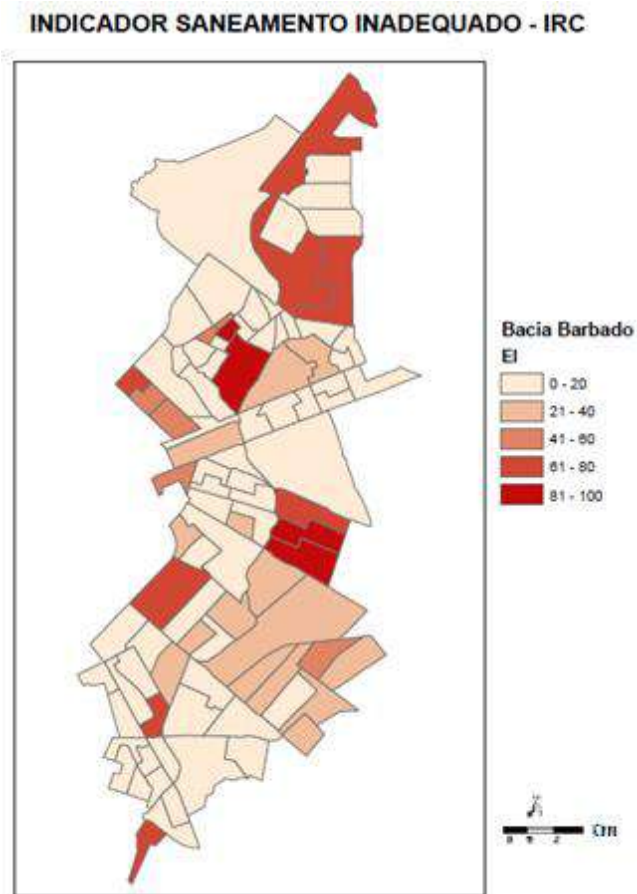 INDICADOR SANEAMENTO INADEQUADO - IRC
Bacia Barbado
EI
0 - 20
21 - 40
41 - 60
61 - 80
81 - 100